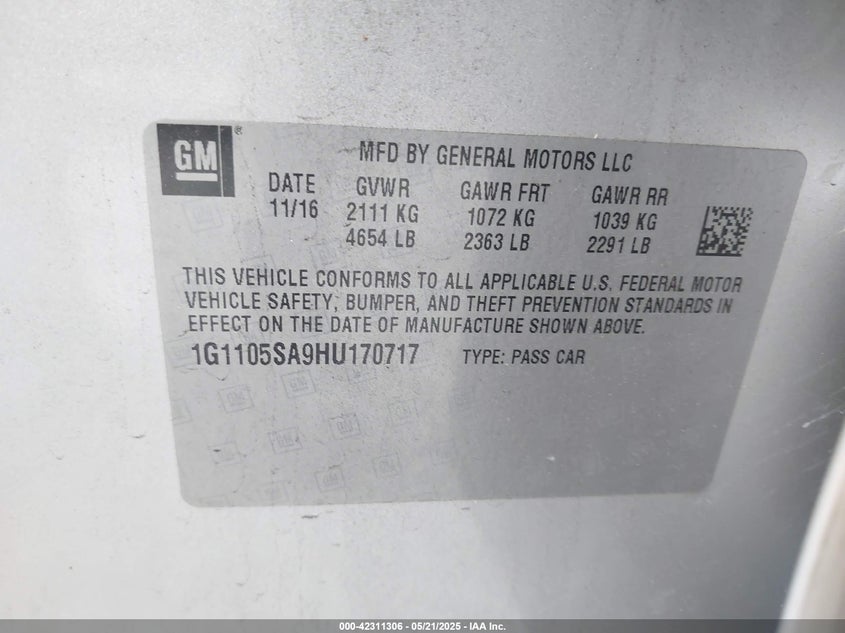 GM
MFD BY GENERAL MOTORS LLC
DATE GVWR GAWR FRT GAWR RR
11/16 2111 KG 1072 KG 1039 KG
4654 LB 2363 LB 2291 LB
THIS VEHICLE CONFORMS TO ALL APPLICABLE U.S. FEDERAL MOTOR
VEHICLE SAFETY, BUMPER, AND THEFT PREVENTION STANDARDS IN
EFFECT ON THE DATE OF MANUFACTURE SHOWN ABOVE.
1G1105SA9HU170717 TYPE: PASS CAR
000-42311306 - 05/21/2025 - IAA Inc.